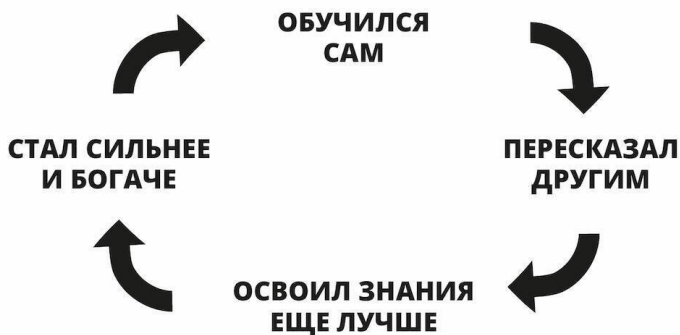 ОБУЧИЛСЯ
САМ
ПЕРЕСКАЗАЛ
ДРУГИМ
ОСВОИЛ ЗНАНИЯ
ЕЩЕ ЛУЧШЕ
СТАЛ СИЛЬНЕЕ
И БОГАЧЕ